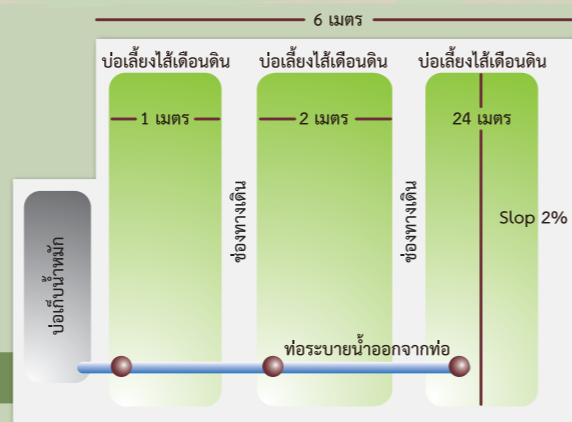 6 เมตร
บ่อเลี้ยงไส้เดือนดิน
บ่อเลี้ยงไส้เดือนดิน
บ่อเลี้ยงไส้เดือนดิน
1 เมตร
2 เมตร
24 เมตร
ช่องทางเดิน
ช่องทางเดิน
Slop 2%
บ่อเก็บน้ำหมัก
ท่อระบายน้ำออกจากท่อ